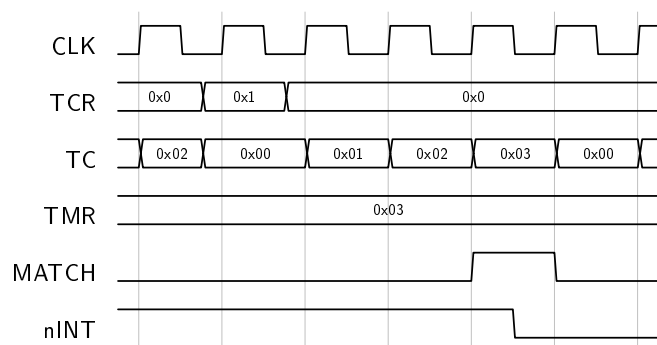 CLK
TCR 0x0 0x1 0x0
TC 0x02 0x00 0x01 0x02 0x03 0x00
TMR 0x03
MATCH
nINT